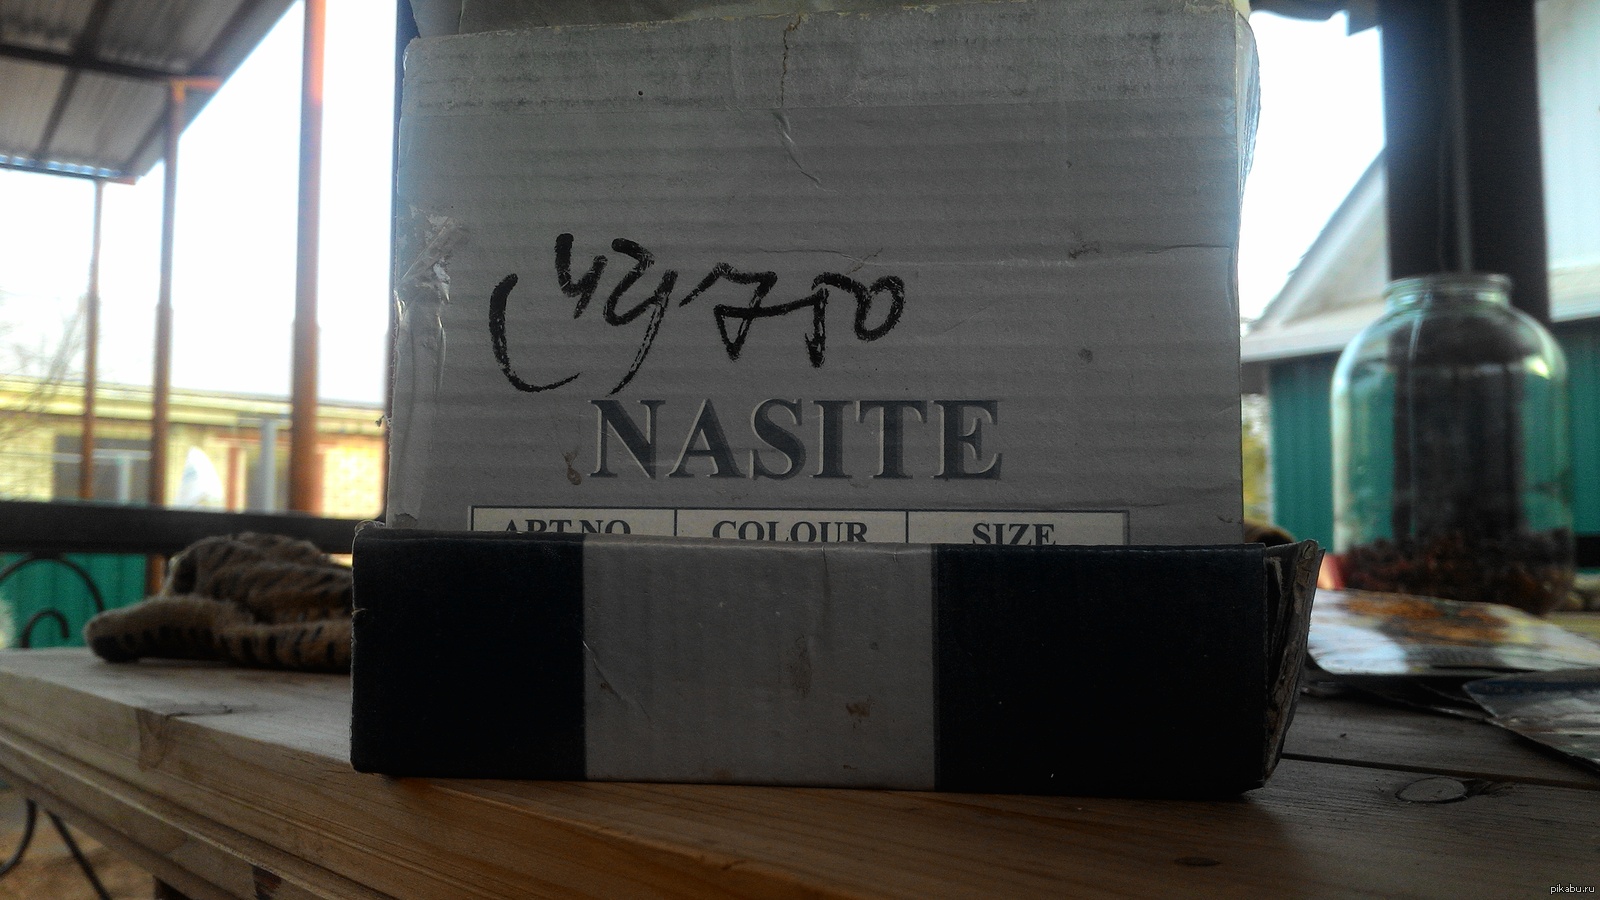 NASITE
ART.NO. COLOUR SIZE
pikabu.ru